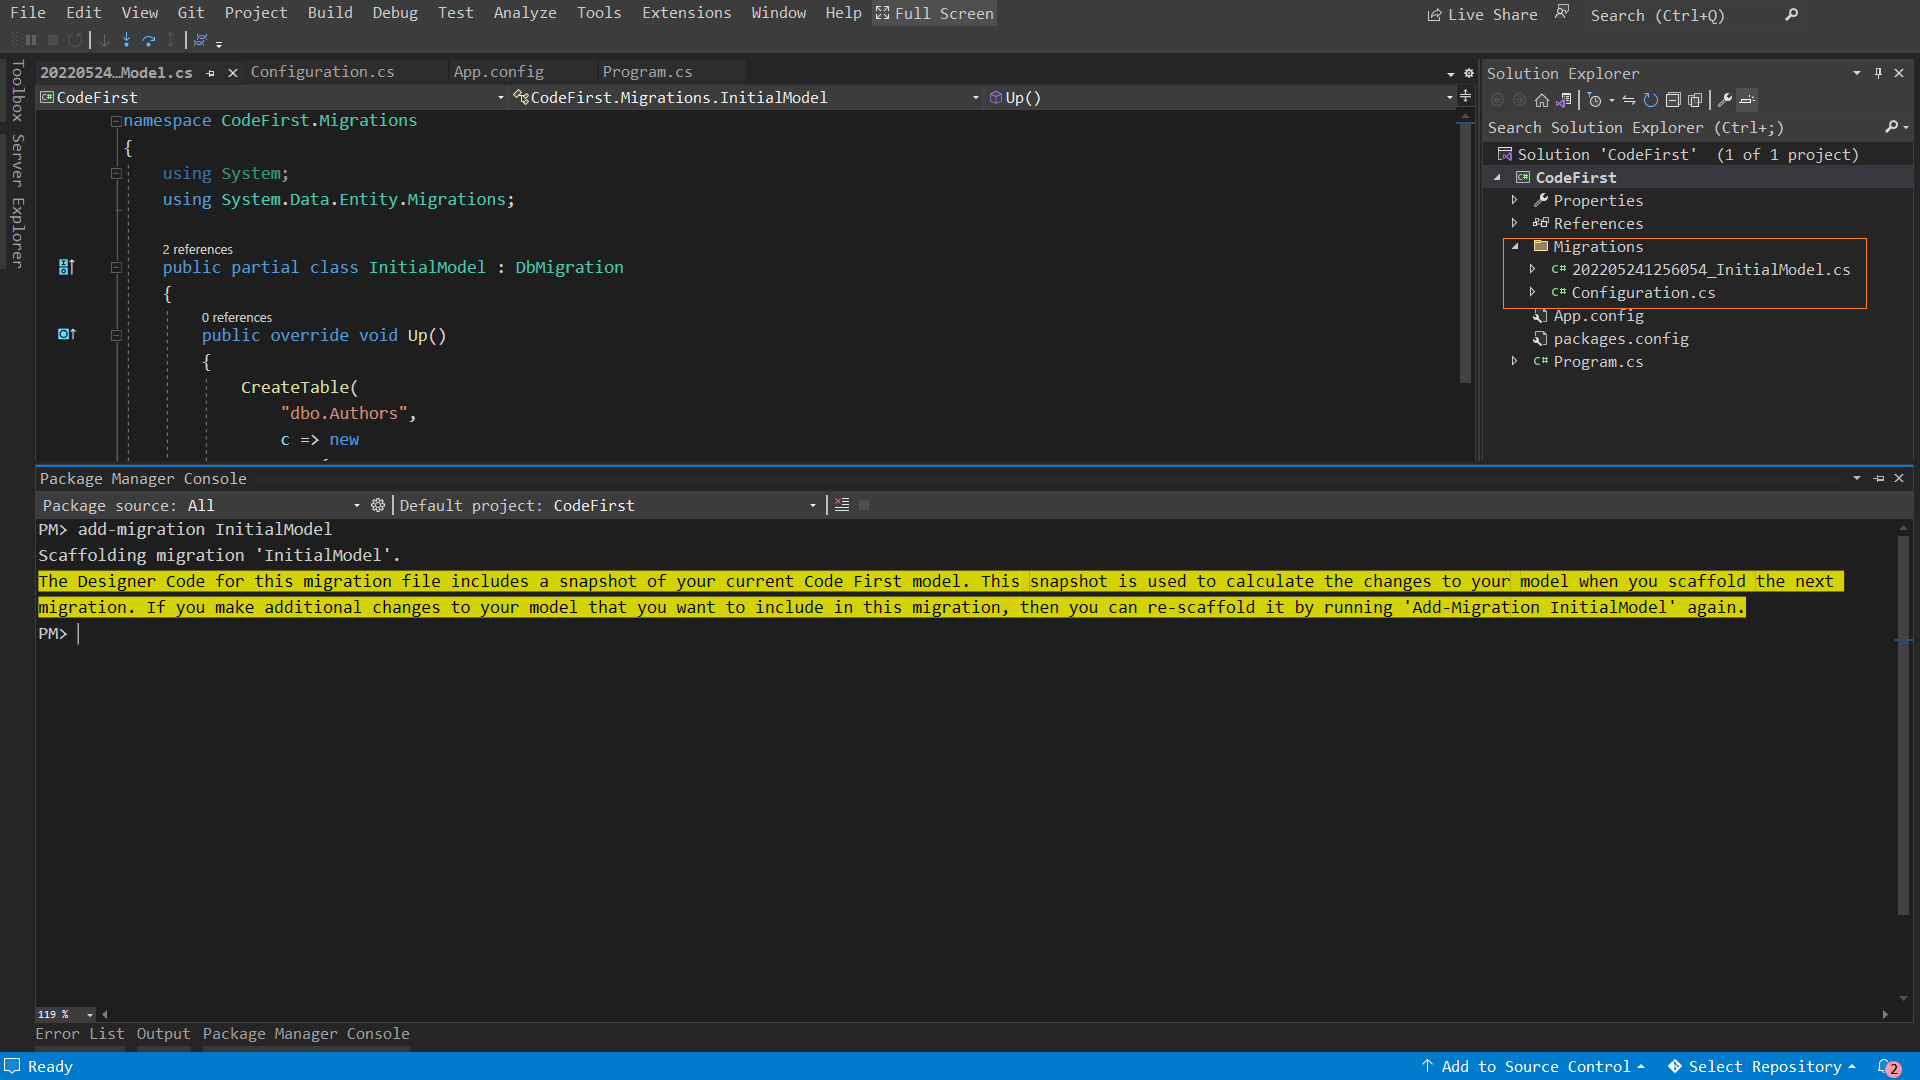 File Edit View Git Project Build Debug Test Analyze Tools Extensions Window Help Full Screen Live Share Search (Ctrl+Q)
Toolbox
Server Explorer
20220524…Model.cs Configuration.cs App.config Program.cs
CodeFirst CodeFirst.Migrations.InitialModel Up()
namespace CodeFirst.Migrations
{
using System;
using System.Data.Entity.Migrations;
2 references
public partial class InitialModel : DbMigration
{
0 references
public override void Up()
{
CreateTable(
"dbo.Authors",
c => new
Solution Explorer
Search Solution Explorer (Ctrl+;)
Solution 'CodeFirst' (1 of 1 project)
C# CodeFirst
Properties
References
Migrations
C# 202205241256054_InitialModel.cs
C# Configuration.cs
App.config
packages.config
C# Program.cs
Package Manager Console
Package source: All Default project: CodeFirst
PM> add-migration InitialModel
Scaffolding migration 'InitialModel'.
The Designer Code for this migration file includes a snapshot of your current Code First model. This snapshot is used to calculate the changes to your model when you scaffold the next
migration. If you make additional changes to your model that you want to include in this migration, then you can re-scaffold it by running 'Add-Migration InitialModel' again.
PM>
119 %
Error List Output Package Manager Console
Ready Add to Source Control Select Repository 2